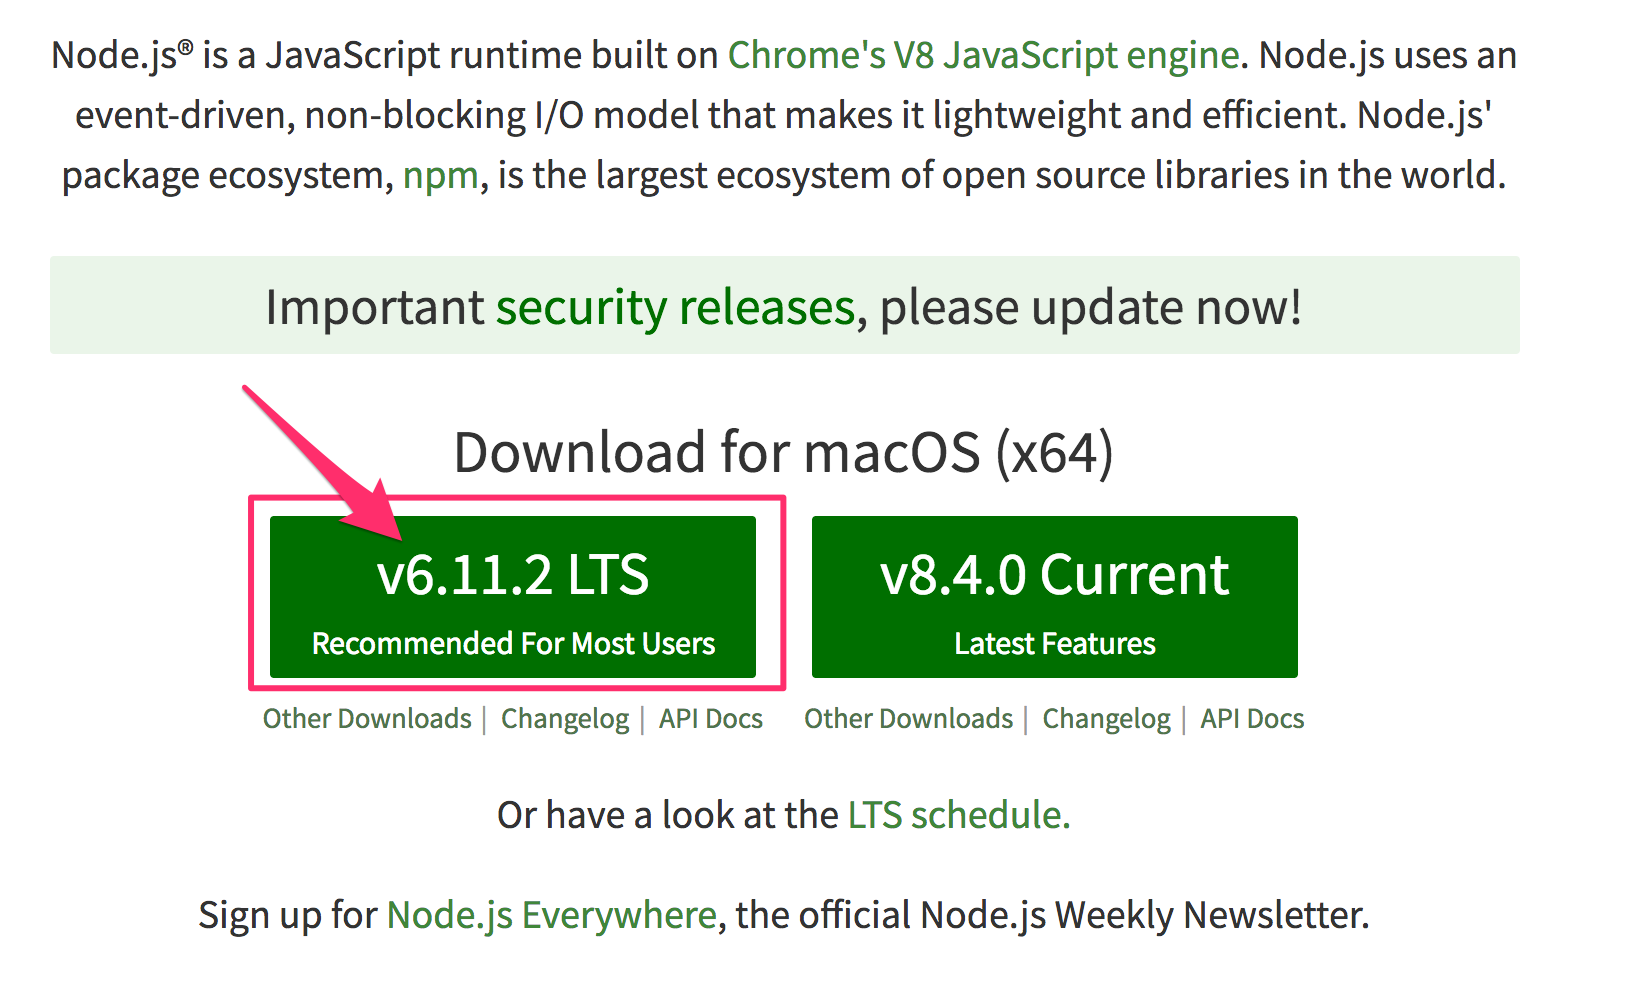 Node.js® is a JavaScript runtime built on Chrome's V8 JavaScript engine. Node.js uses an
event-driven, non-blocking I/O model that makes it lightweight and efficient. Node.js'
package ecosystem, npm, is the largest ecosystem of open source libraries in the world.
Important security releases, please update now!
Download for macOS (x64)
v6.11.2 LTS
Recommended For Most Users
v8.4.0 Current
Latest Features
Other Downloads | Changelog | API Docs
Other Downloads | Changelog | API Docs
Or have a look at the LTS schedule.
Sign up for Node.js Everywhere, the official Node.js Weekly Newsletter.